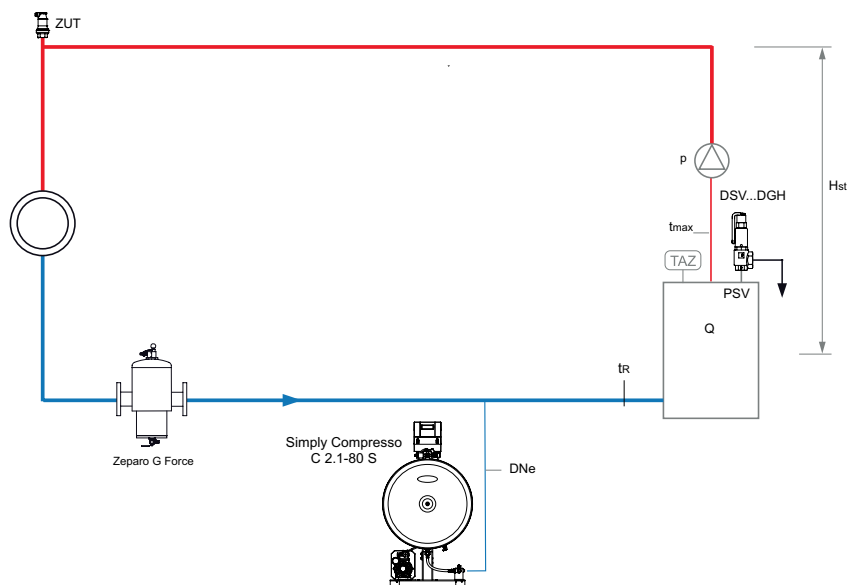 ZUT
p
Hst
DSV...DGH
tmax
TAZ
PSV
Q
tR
Simply Compresso
C 2.1-80 S
DNe
Zeparo G Force